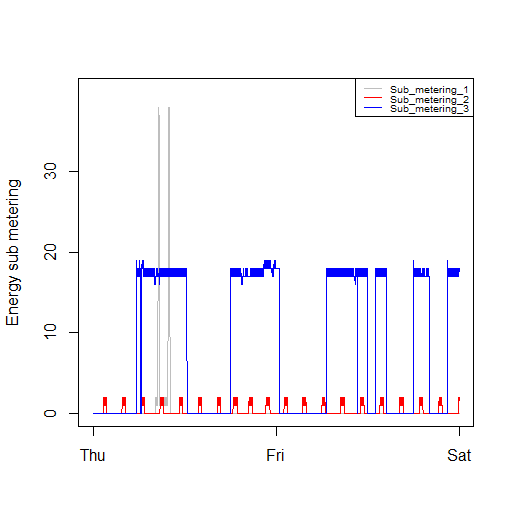 Sub_metering_1
Sub_metering_2
Sub_metering_3
30
20
10
0
Energy sub metering
Thu Fri Sat